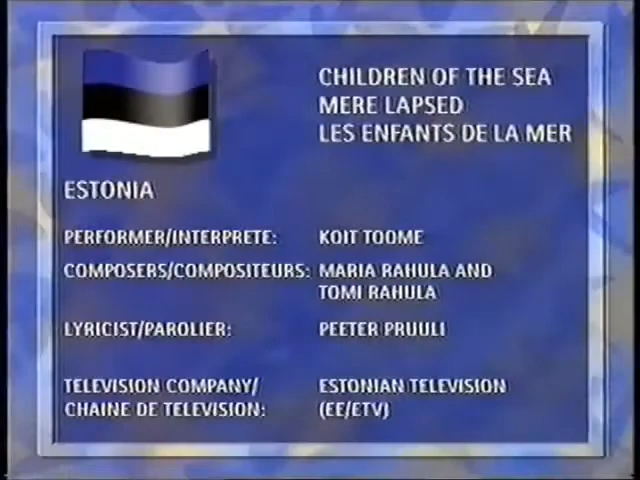 CHILDREN OF THE SEA
MERE LAPSED
LES ENFANTS DE LA MER
ESTONIA
PERFORMER/INTERPRETE: KOIT TOOME
COMPOSERS/COMPOSITEURS: MARIA RAHULA AND
TOMI RAHULA
LYRICIST/PAROLIER: PEETER PRUULI
TELEVISION COMPANY/ ESTONIAN TELEVISION
CHAINE DE TELEVISION: (EE/ETV)